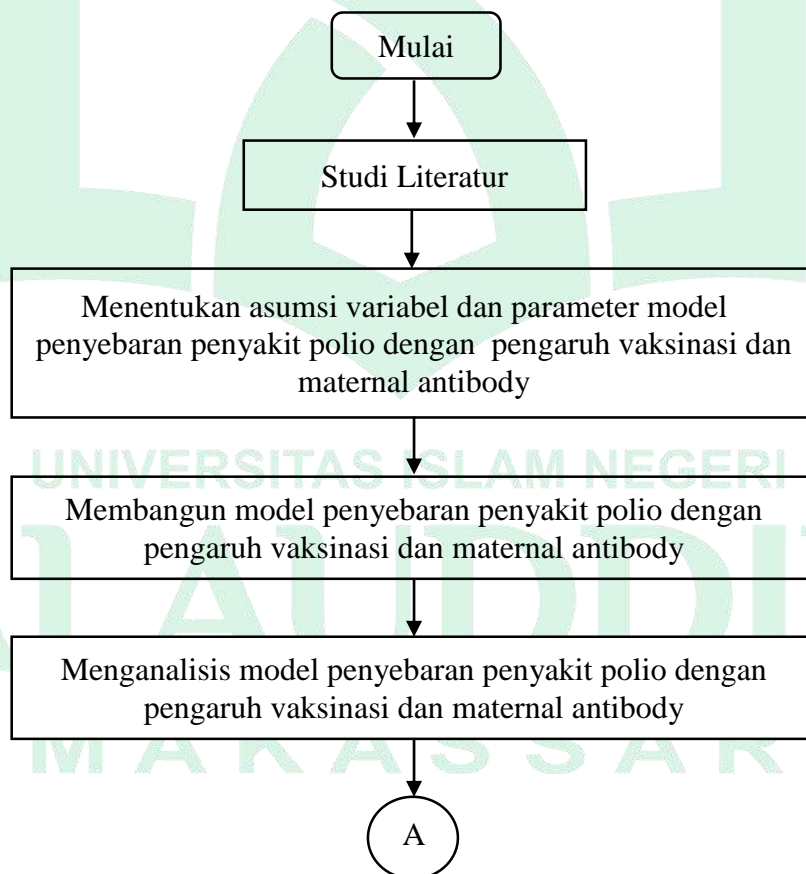 Mulai
Studi Literatur
Menentukan asumsi variabel dan parameter model
penyebaran penyakit polio dengan pengaruh vaksinasi dan
maternal antibody
UNIVERSITAS ISLAM NEGERI
Membangun model penyebaran penyakit polio dengan
pengaruh vaksinasi dan maternal antibody
ALAUDDI
Menganalisis model penyebaran penyakit polio dengan
pengaruh vaksinasi dan maternal antibody
MAKASSAR
A